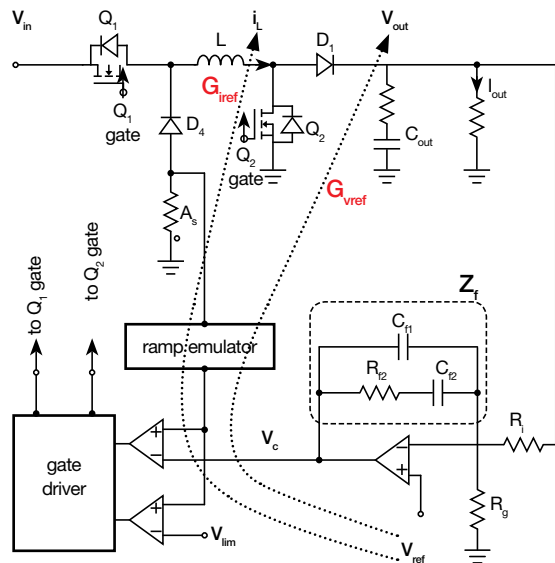 Vin
Q1
L
iL
D1
Vout
Giref
Iout
Q1
gate
D4
Q2
gate
Q2
Cout
Gvref
As
to Q1 gate
to Q2 gate
Zf
ramp emulator
Cf1
Rf2
Cf2
gate
driver
+
−
Vc
−
+
Ri
+
−
Vlim
Rg
Vref